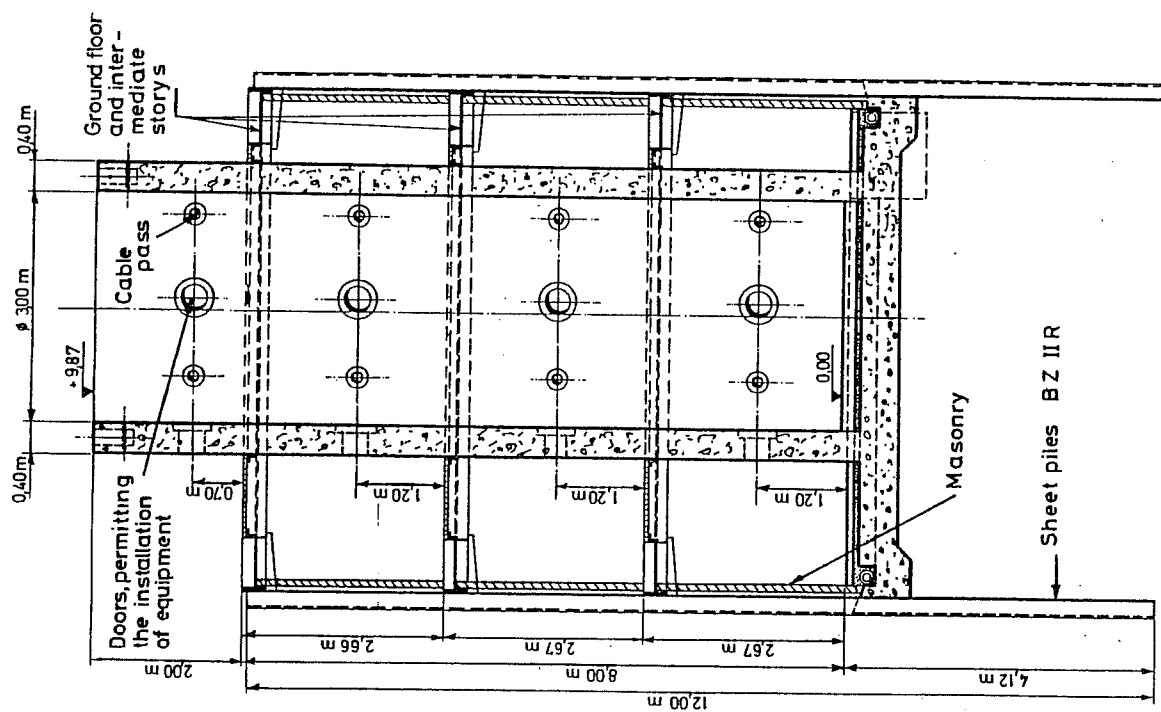 0,40 m
ø 3,00 m
0,40 m
Ground floor
and inter-
mediate
storys
Cable
pass
+ 9,87
Doors, permitting
the installation
of equipment
0,70 m
1,20 m
1,20 m
1,20 m
0,00
Masonry
Sheet piles BZ II R
2,00 m
2,66 m
2,67 m
2,67 m
8,00 m
4,12 m
12,00 m